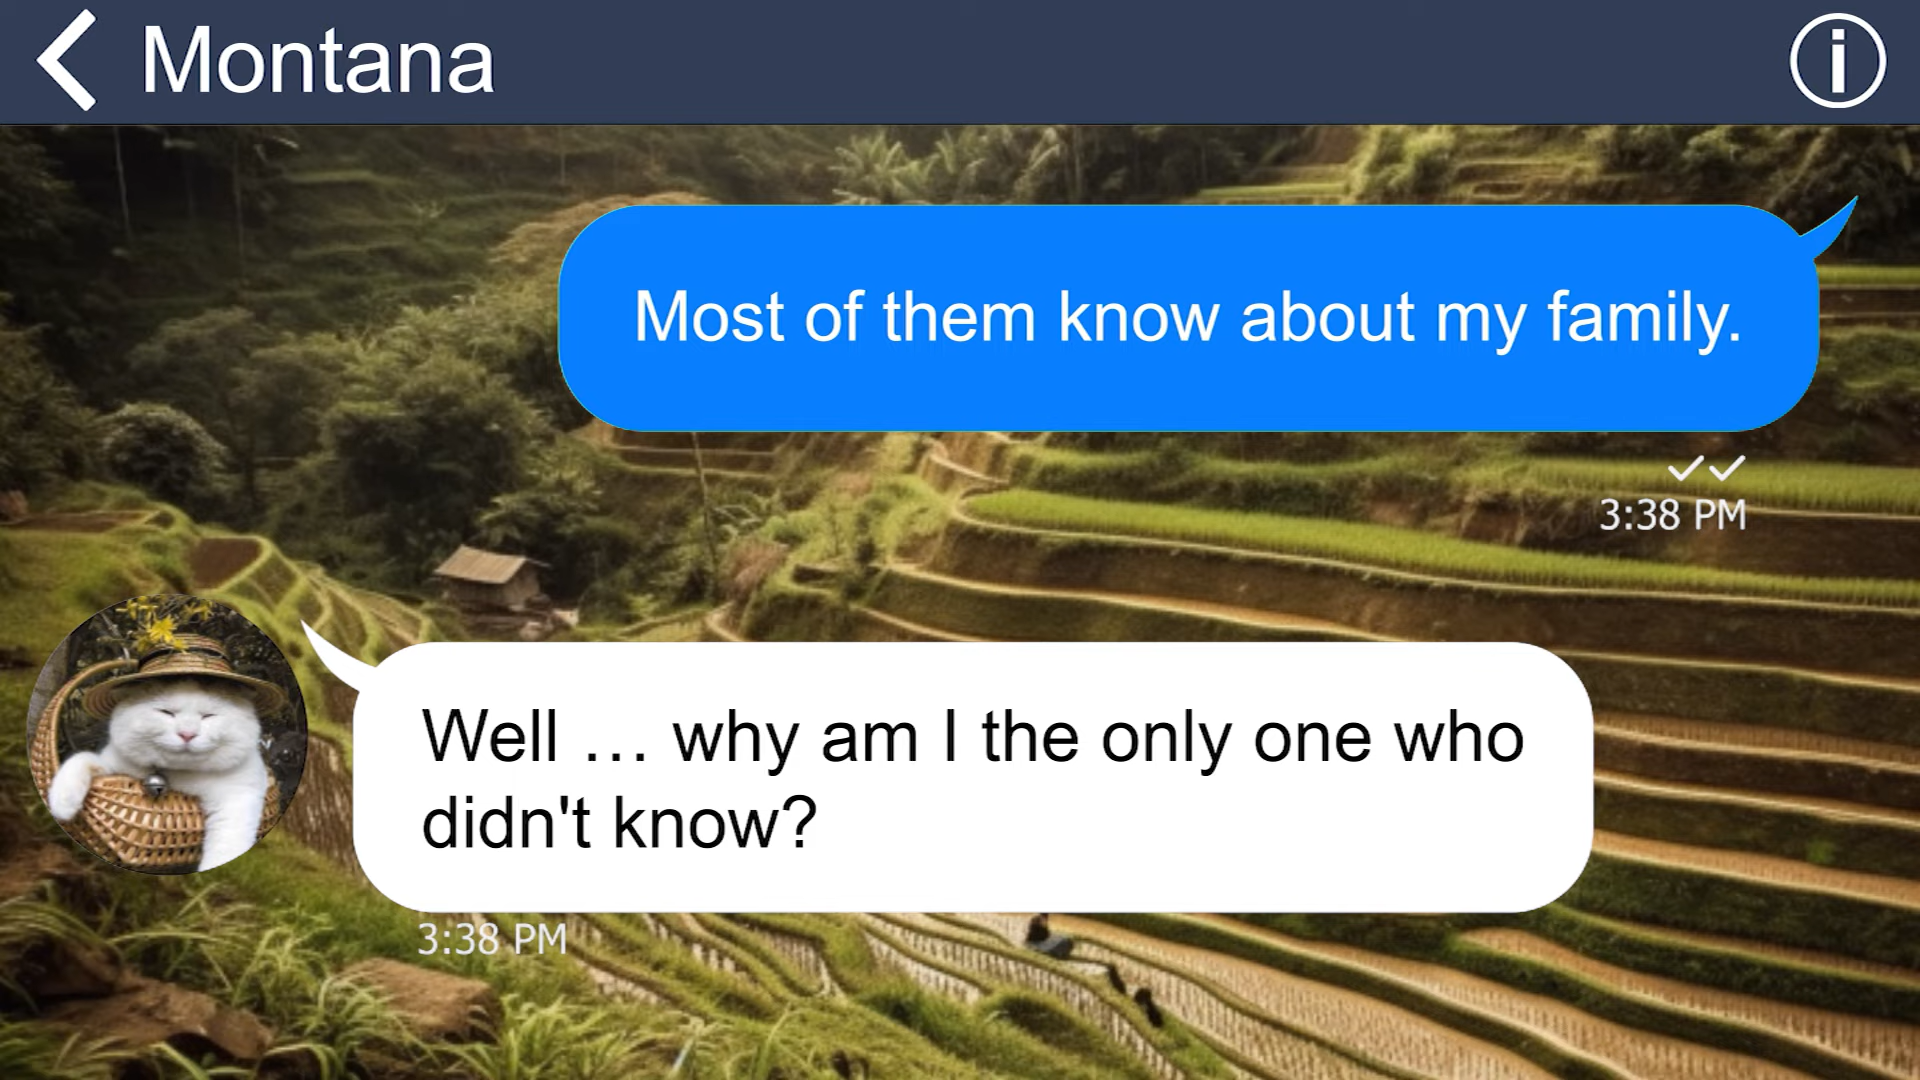 Montana
Most of them know about my family.
3:38 PM
Well … why am I the only one who
didn't know?
3:38 PM